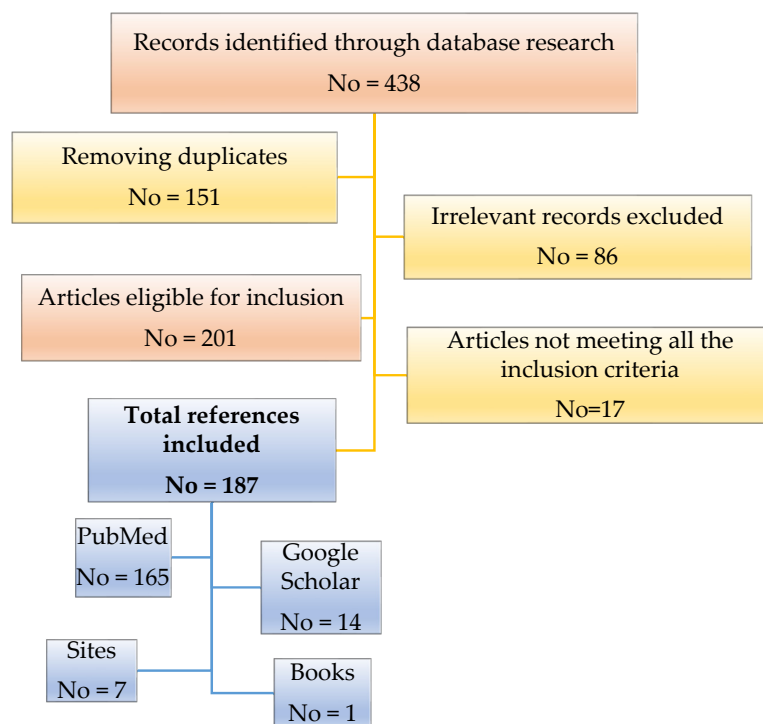 Records identified through database research
No = 438
Removing duplicates
No = 151
Irrelevant records excluded
No = 86
Articles eligible for inclusion
No = 201
Articles not meeting all the
inclusion criteria
No=17
Total references
included
No = 187
PubMed
No = 165
Google
Scholar
No = 14
Sites
No = 7
Books
No = 1